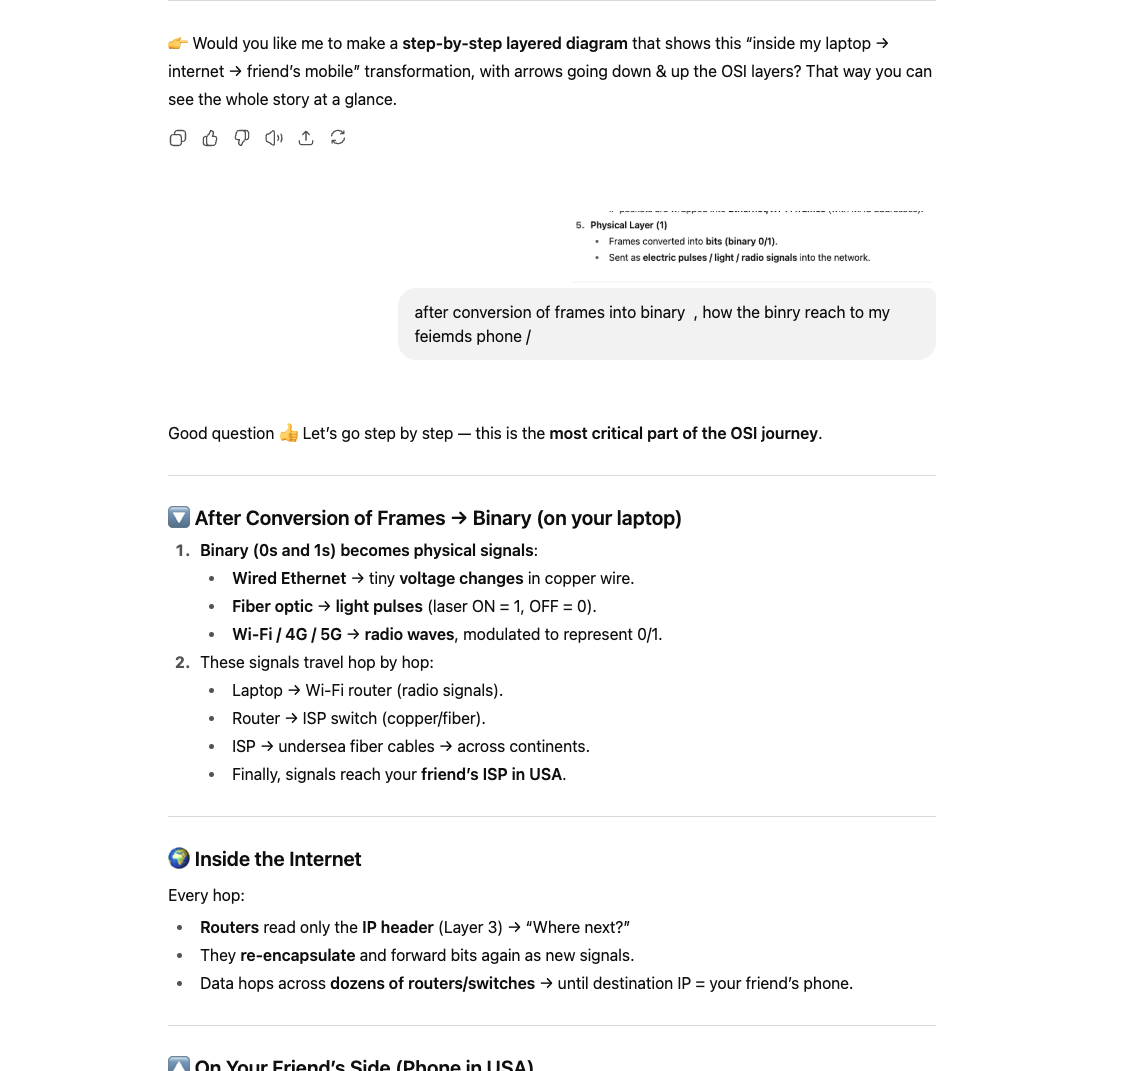 👉 Would you like me to make a step-by-step layered diagram that shows this “inside my laptop →
internet → friend’s mobile” transformation, with arrows going down & up the OSI layers? That way you can
see the whole story at a glance.
5. Physical Layer (1)
• Frames converted into bits (binary 0/1).
• Sent as electric pulses / light / radio signals into the network.
after conversion of frames into binary , how the binry reach to my
feiemds phone /
Good question 👍 Let’s go step by step — this is the most critical part of the OSI journey.
🔽 After Conversion of Frames → Binary (on your laptop)
1. Binary (0s and 1s) becomes physical signals:
• Wired Ethernet → tiny voltage changes in copper wire.
• Fiber optic → light pulses (laser ON = 1, OFF = 0).
• Wi-Fi / 4G / 5G → radio waves, modulated to represent 0/1.
2. These signals travel hop by hop:
• Laptop → Wi-Fi router (radio signals).
• Router → ISP switch (copper/fiber).
• ISP → undersea fiber cables → across continents.
• Finally, signals reach your friend’s ISP in USA.
🌍 Inside the Internet
Every hop:
• Routers read only the IP header (Layer 3) → “Where next?”
• They re-encapsulate and forward bits again as new signals.
• Data hops across dozens of routers/switches → until destination IP = your friend’s phone.
🔼 On Your Friend’s Side (Phone in USA)